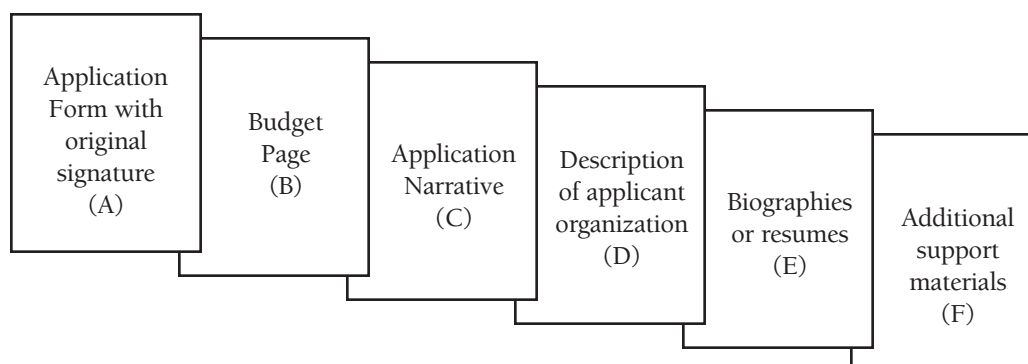 Application
Form with
original
signature
(A)
Budget
Page
(B)
Application
Narrative
(C)
Description
of applicant
organization
(D)
Biographies
or resumes
(E)
Additional
support
materials
(F)